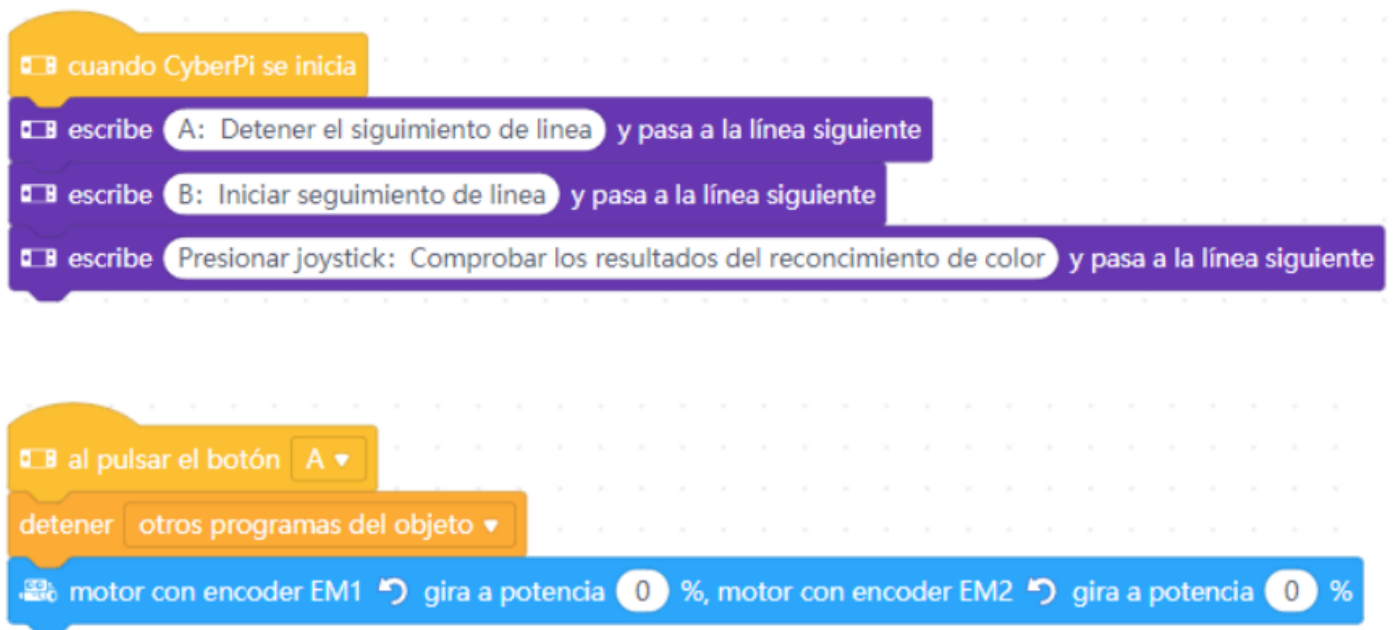 cuando CyberPi se inicia
escribe A: Detener el siguimiento de linea y pasa a la línea siguiente
escribe B: Iniciar seguimiento de linea y pasa a la línea siguiente
escribe Presionar joystick: Comprobar los resultados del reconcimiento de color y pasa a la línea siguiente
al pulsar el botón A
detener otros programas del objeto
motor con encoder EM1 gira a potencia 0 %, motor con encoder EM2 gira a potencia 0 %